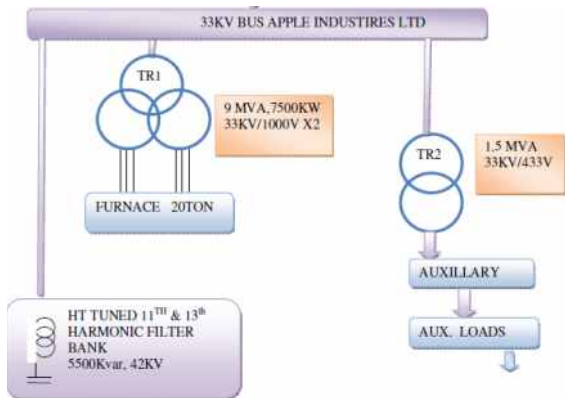 33KV BUS APPLE INDUSTIRES LTD
TR1
9 MVA,7500KW
33KV/1000V X2
FURNACE 20TON
TR2
1.5 MVA
33KV/433V
AUXILLARY
AUX. LOADS
HT TUNED 11TH & 13th
HARMONIC FILTER
BANK
5500Kvar, 42KV